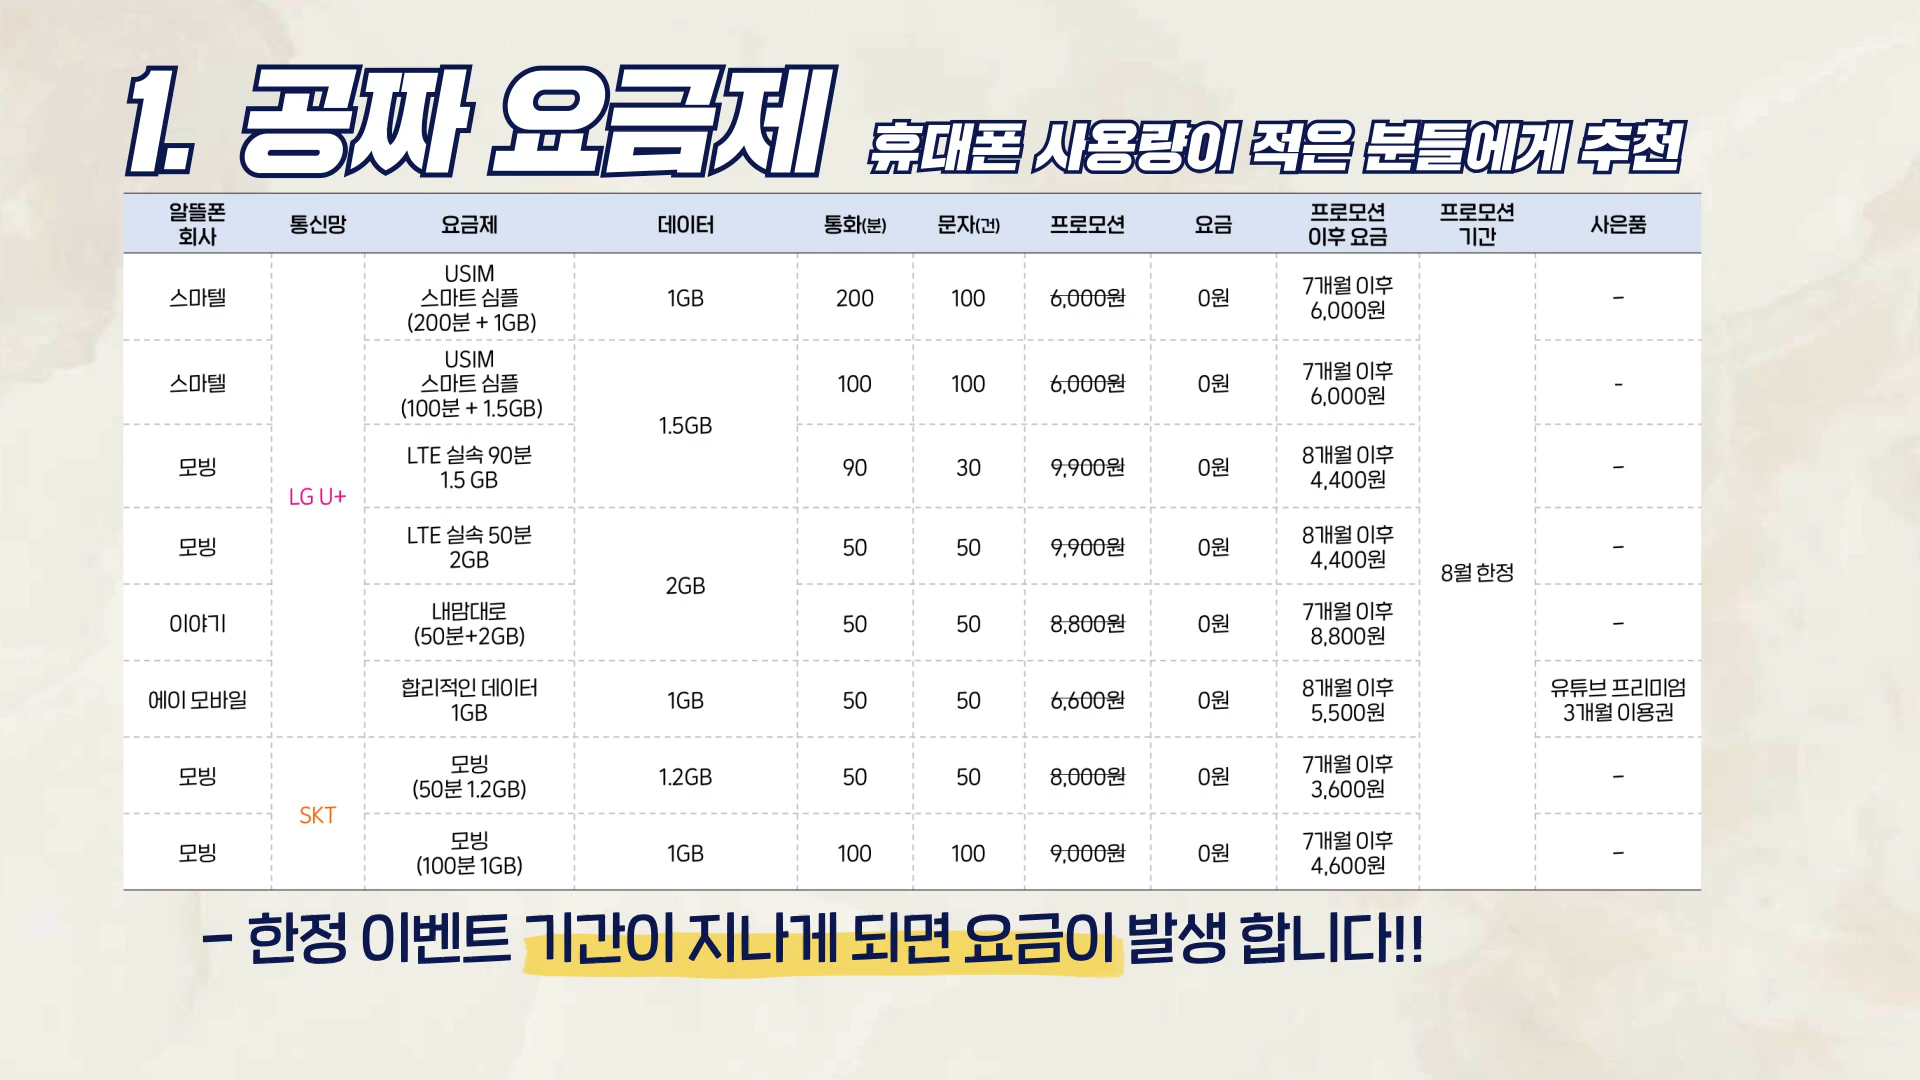 1. 공짜 요금제 휴대폰 사용량이 적은 분들에게 추천
알뜰폰 회사 통신망 요금제 데이터 통화(분) 문자(건) 프로모션 요금 프로모션 이후 요금 프로모션 기간 사은품
스마텔 LG U+ USIM 스마트 심플 (200분 + 1GB) 1GB 200 100 6,000원 0원 7개월 이후 6,000원 8월 한정 –
스마텔 USIM 스마트 심플 (100분 + 1.5GB) 1.5GB 100 100 6,000원 0원 7개월 이후 6,000원 -
모빙 LTE 실속 90분 1.5 GB 90 30 9,900원 0원 8개월 이후 4,400원 –
모빙 LTE 실속 50분 2GB 2GB 50 50 9,900원 0원 8개월 이후 4,400원 –
이야기 내맘대로 (50분+2GB) 50 50 8,800원 0원 7개월 이후 8,800원 –
에이 모바일 합리적인 데이터 1GB 1GB 50 50 6,600원 0원 8개월 이후 5,500원 유튜브 프리미엄 3개월 이용권
모빙 SKT 모빙 (50분 1.2GB) 1.2GB 50 50 8,000원 0원 7개월 이후 3,600원 –
모빙 모빙 (100분 1GB) 1GB 100 100 9,000원 0원 7개월 이후 4,600원 –
– 한정 이벤트 기간이 지나게 되면 요금이 발생 합니다!!